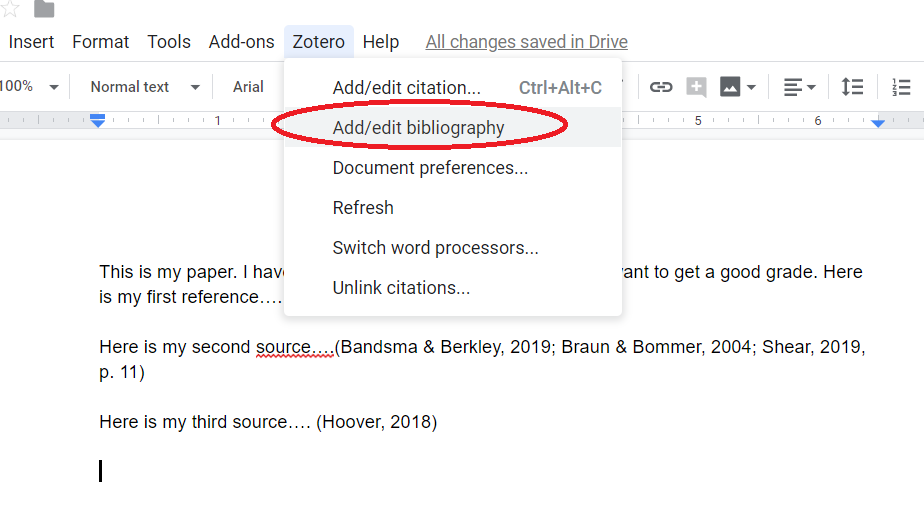 Insert Format Tools Add-ons Zotero Help All changes saved in Drive
100% Normal text Arial
1 5 6
Add/edit citation... Ctrl+Alt+C
Add/edit bibliography
Document preferences...
Refresh
Switch word processors...
Unlink citations...
This is my paper. I have to get a good grade. Here
is my first reference….
Here is my second source….(Bandsma & Berkley, 2019; Braun & Bommer, 2004; Shear, 2019,
p. 11)
Here is my third source…. (Hoover, 2018)